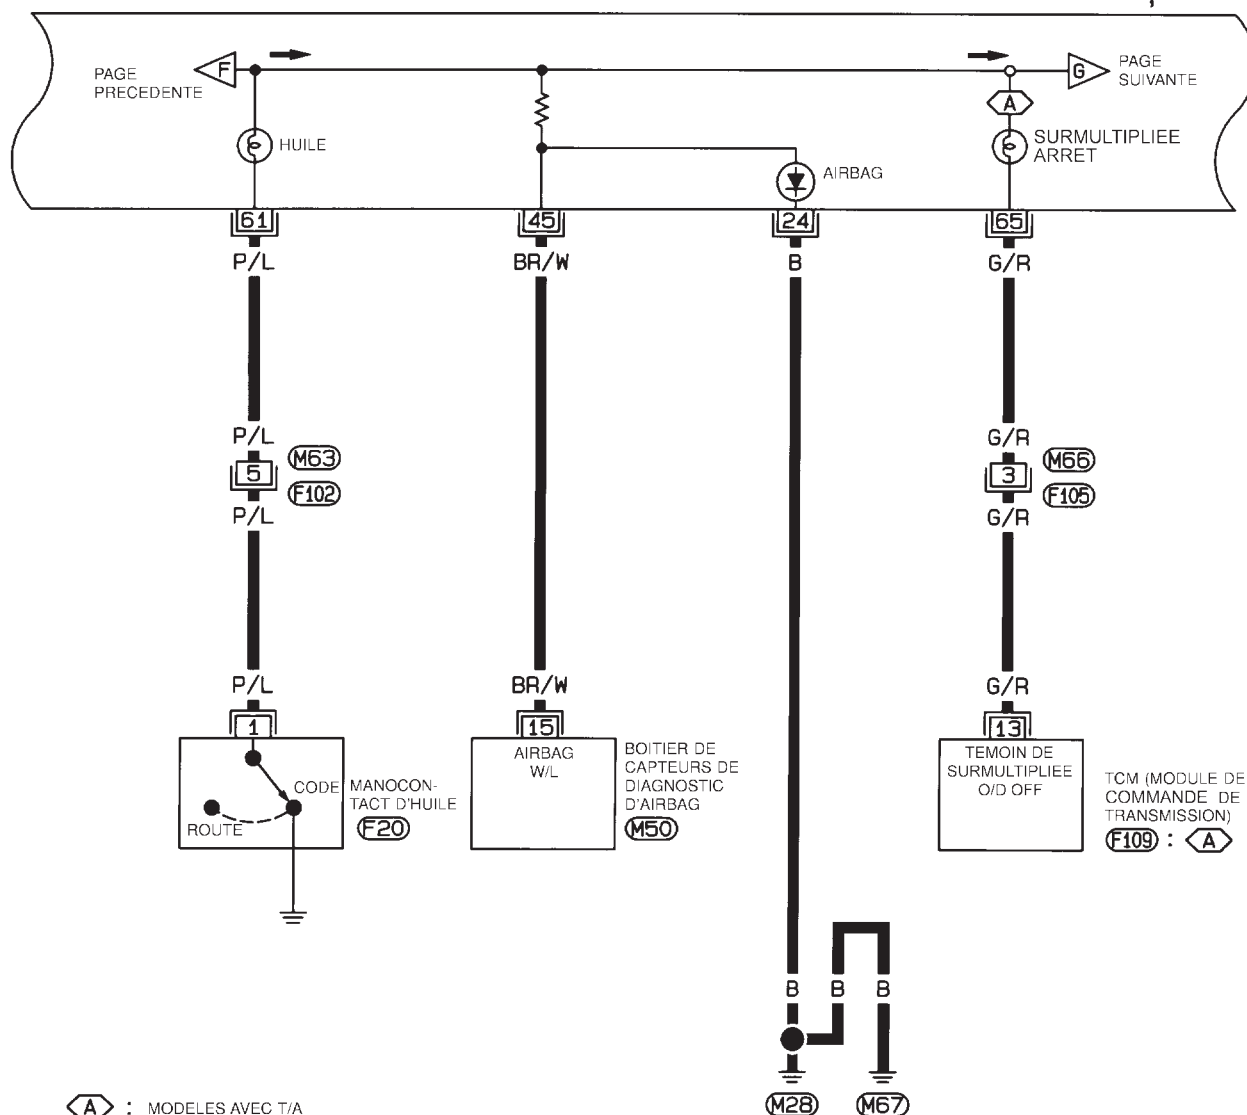 PAGE
PRECEDENTE
F
G
PAGE
SUIVANTE
A
HUILE
SURMULTIPLIEE
ARRET
AIRBAG
61
45
24
65
P/L
BR/W
B
G/R
P/L
G/R
5
M63
3
M66
F102
F105
P/L
G/R
P/L
BR/W
G/R
1
15
13
CODE
ROUTE
MANOCON-
TACT D'HUILE
F20
AIRBAG
W/L
BOITIER DE
CAPTEURS DE
DIAGNOSTIC
D'AIRBAG
M50
TEMOIN DE
SURMULTIPLIEE
O/D OFF
TCM (MODULE DE
COMMANDE DE
TRANSMISSION)
F109 : A
B
B
B
M28
M67
A : MODELES AVEC T/A